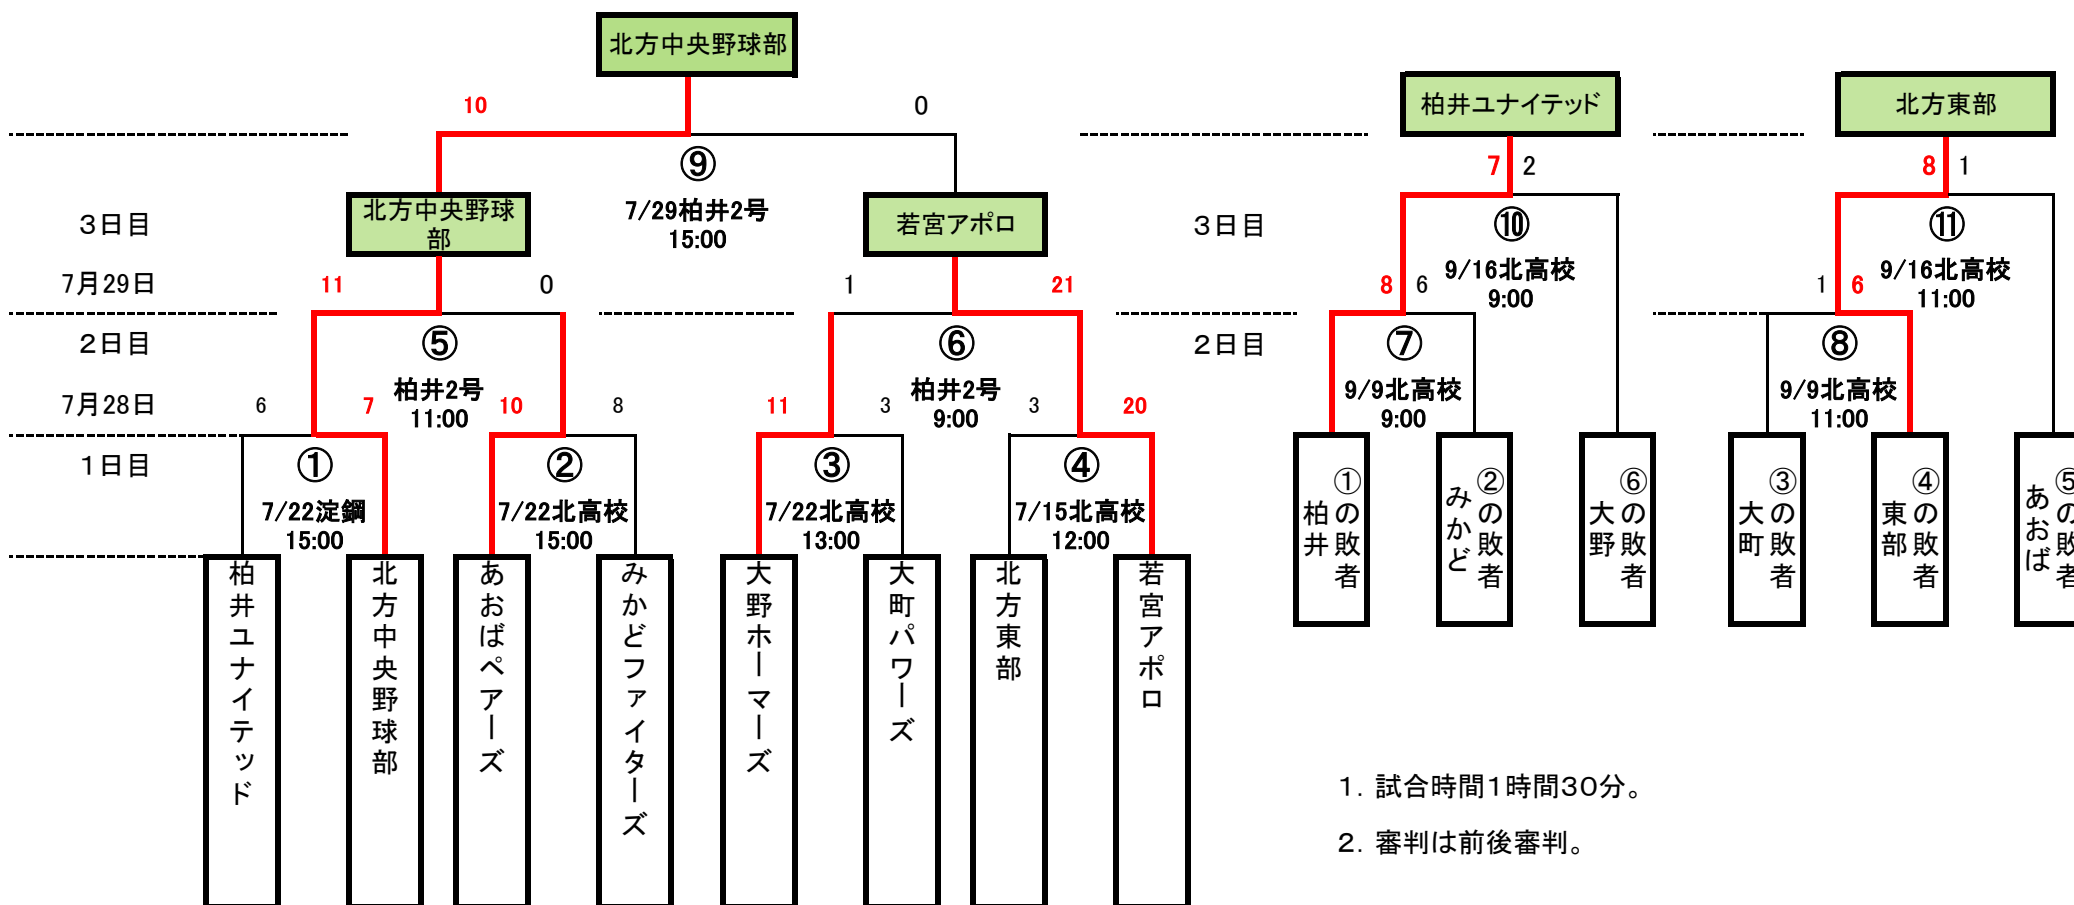 北方中央野球部
10
0
⑨
7/29柏井2号
15:00
3日目
7月29日
北方中央野球
部
若宮アポロ
11
0
1
21
2日目
7月28日
⑤
柏井2号
11:00
⑥
柏井2号
9:00
6
7
10
8
11
3
3
20
1日目
①
7/22淀鋼
15:00
②
7/22北高校
15:00
③
7/22北高校
13:00
④
7/15北高校
12:00
柏井ユナイテッド
北方中央野球部
あおばペアーズ
みかどファイターズ
大野ホーマーズ
大町パワーズ
北方東部
若宮アポロ
柏井ユナイテッド
7
2
3日目
⑩
9/16北高校
9:00
8
6
2日目
⑦
9/9北高校
9:00
①の敗者
柏井
②の敗者
みかど
⑥の敗者
大野
北方東部
8
1
⑪
9/16北高校
11:00
1
6
⑧
9/9北高校
11:00
③の敗者
大町
④の敗者
東部
⑤の敗者
あおば
1. 試合時間1時間30分。
2. 審判は前後審判。